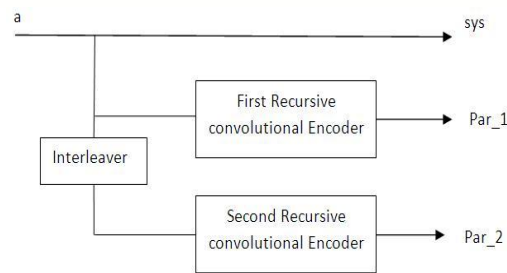 a
sys
First Recursive
convolutional Encoder
Par_1
Interleaver
Second Recursive
convolutional Encoder
Par_2